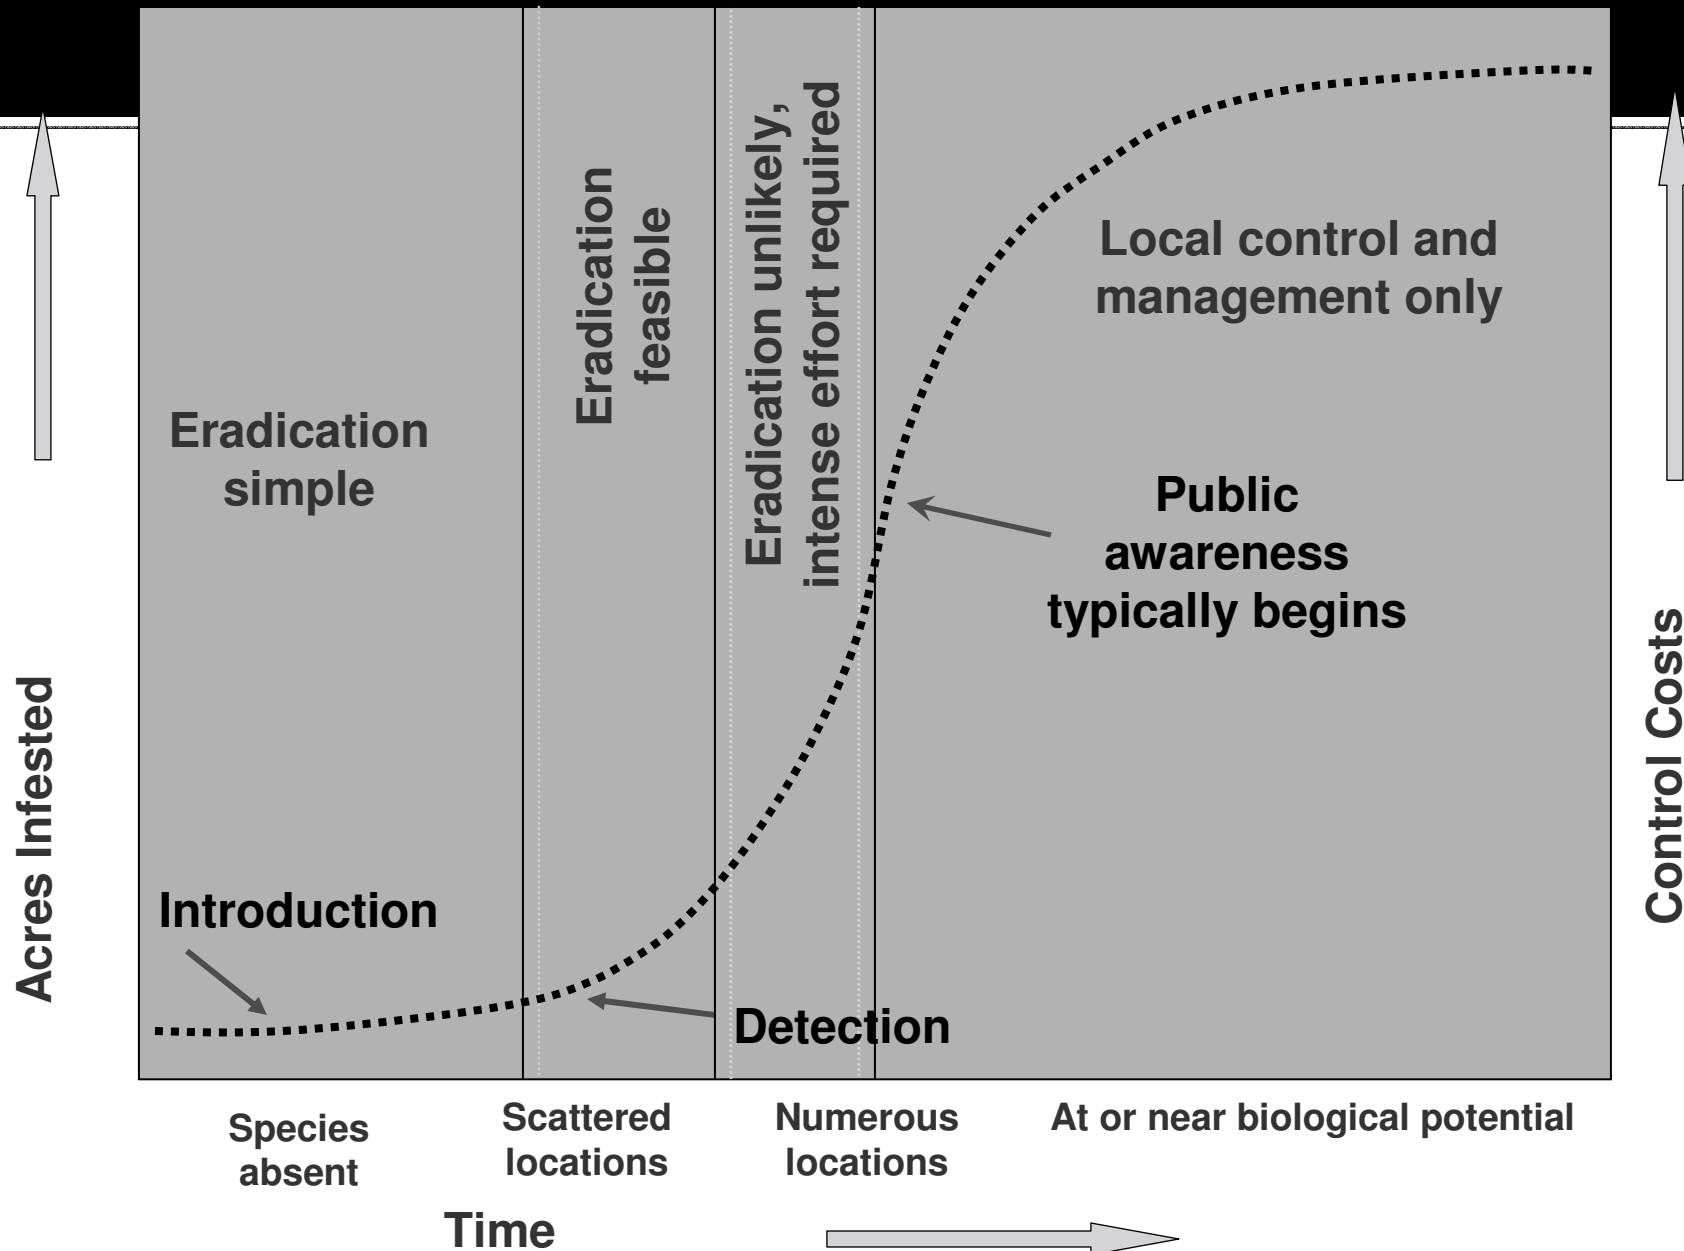 Eradication
simple
Eradication
feasible
Eradication unlikely,
intense effort required
Local control and
management only
Public
awareness
typically begins
Introduction
Detection
Acres Infested
Control Costs
Species
absent
Scattered
locations
Numerous
locations
At or near biological potential
Time